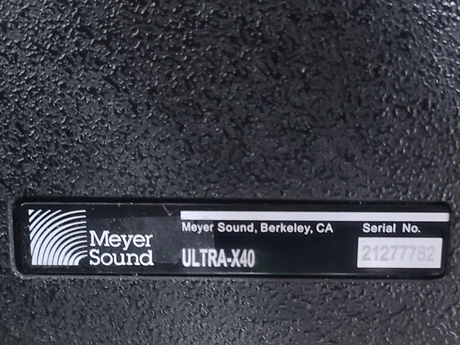 Meyer
Sound
Meyer Sound, Berkeley, CA
ULTRA-X40
Serial No.
21277782